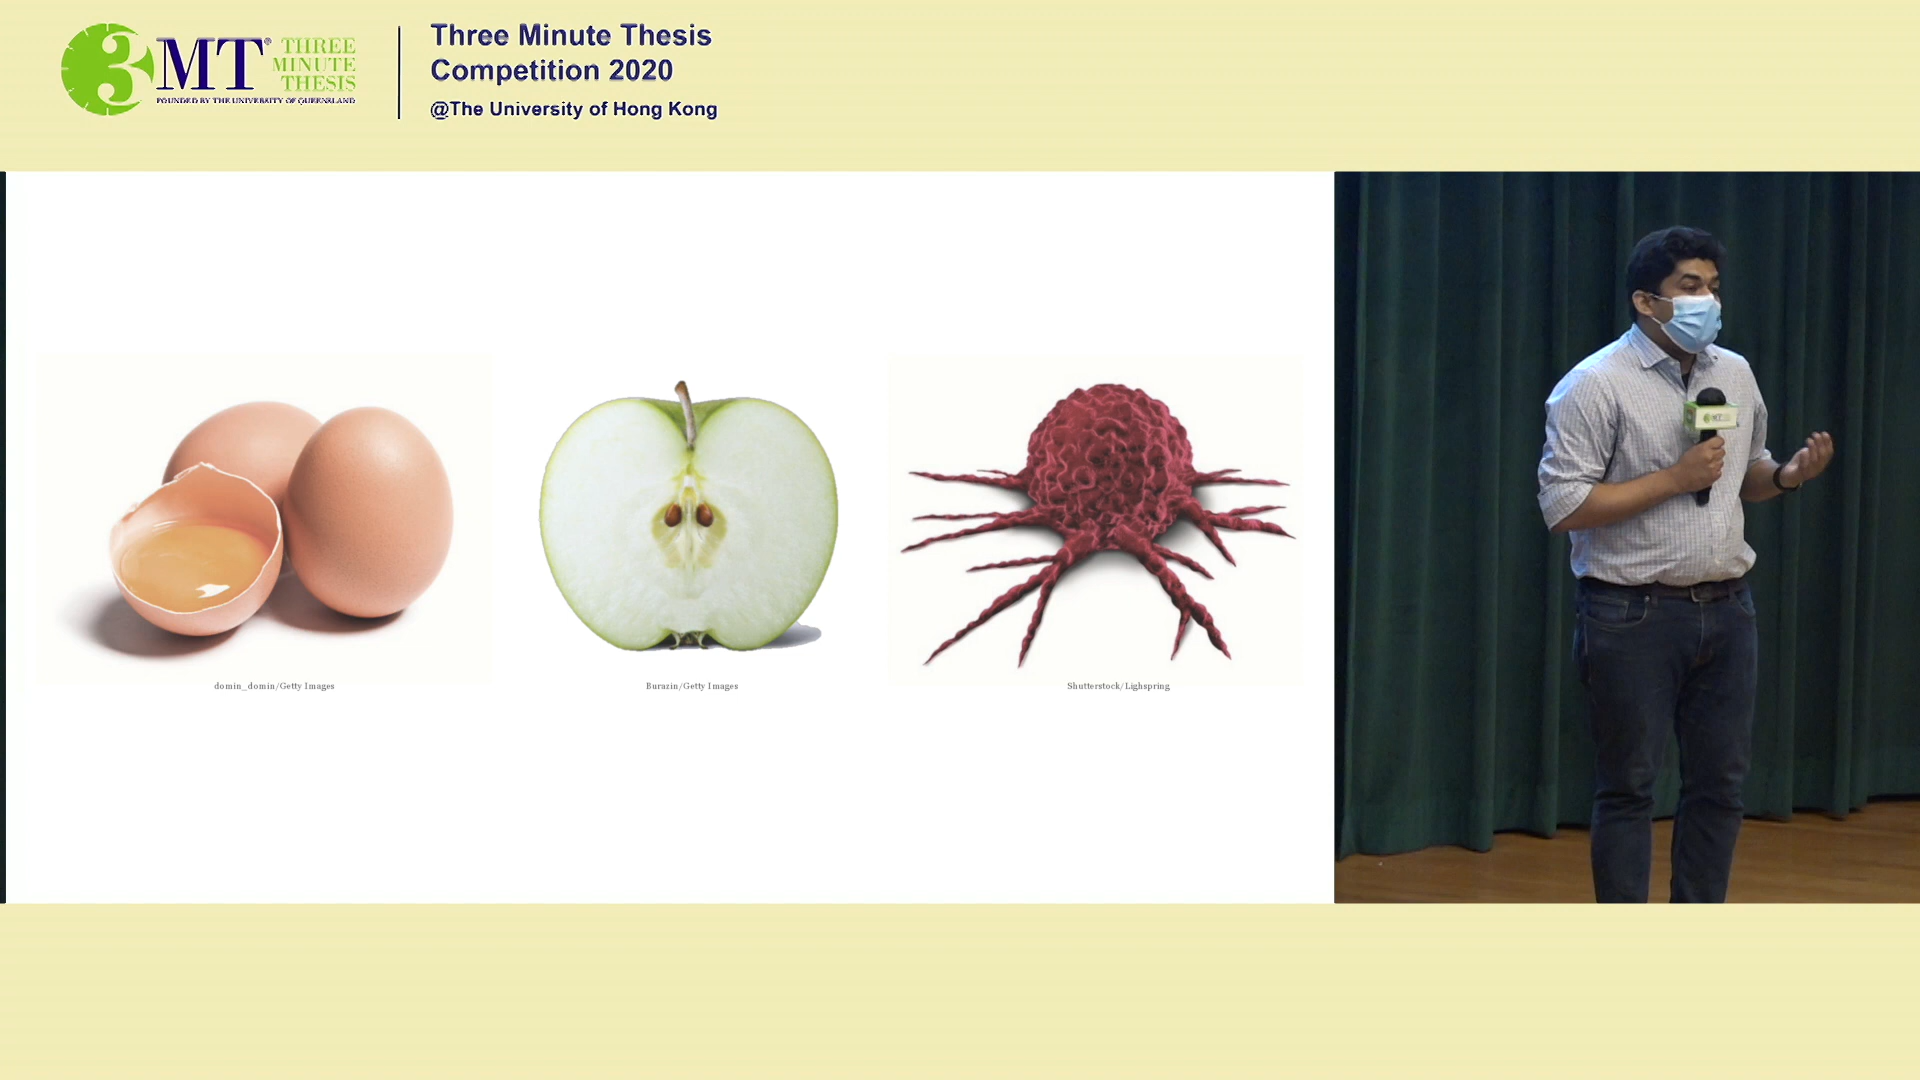 3MT® THREE
MINUTE
THESIS
FOUNDED BY THE UNIVERSITY OF QUEENSLAND
Three Minute Thesis
Competition 2020
@The University of Hong Kong
domin_domin/Getty Images
Burazin/Getty Images
Shutterstock/Lighspring
3MT